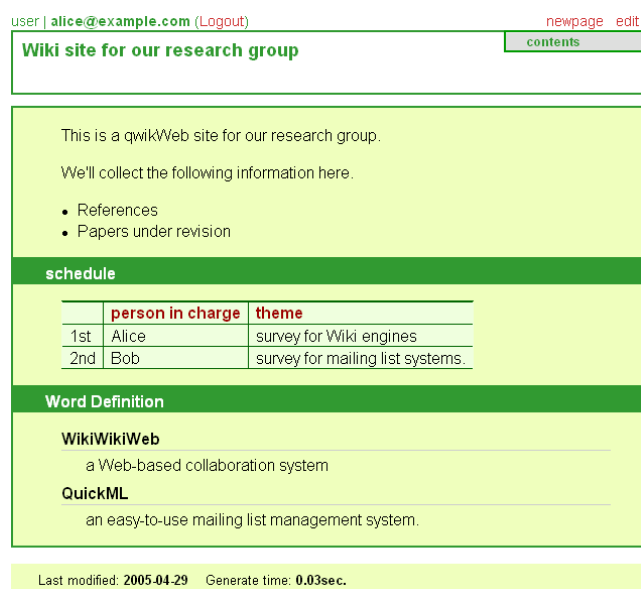 user | alice@example.com (Logout) newpage edit
Wiki site for our research group
contents
This is a qwikWeb site for our research group.
We'll collect the following information here.
• References
• Papers under revision
schedule
person in charge theme
1st Alice survey for Wiki engines
2nd Bob survey for mailing list systems.
Word Definition
WikiWikiWeb
a Web-based collaboration system
QuickML
an easy-to-use mailing list management system.
Last modified: 2005-04-29 Generate time: 0.03sec.